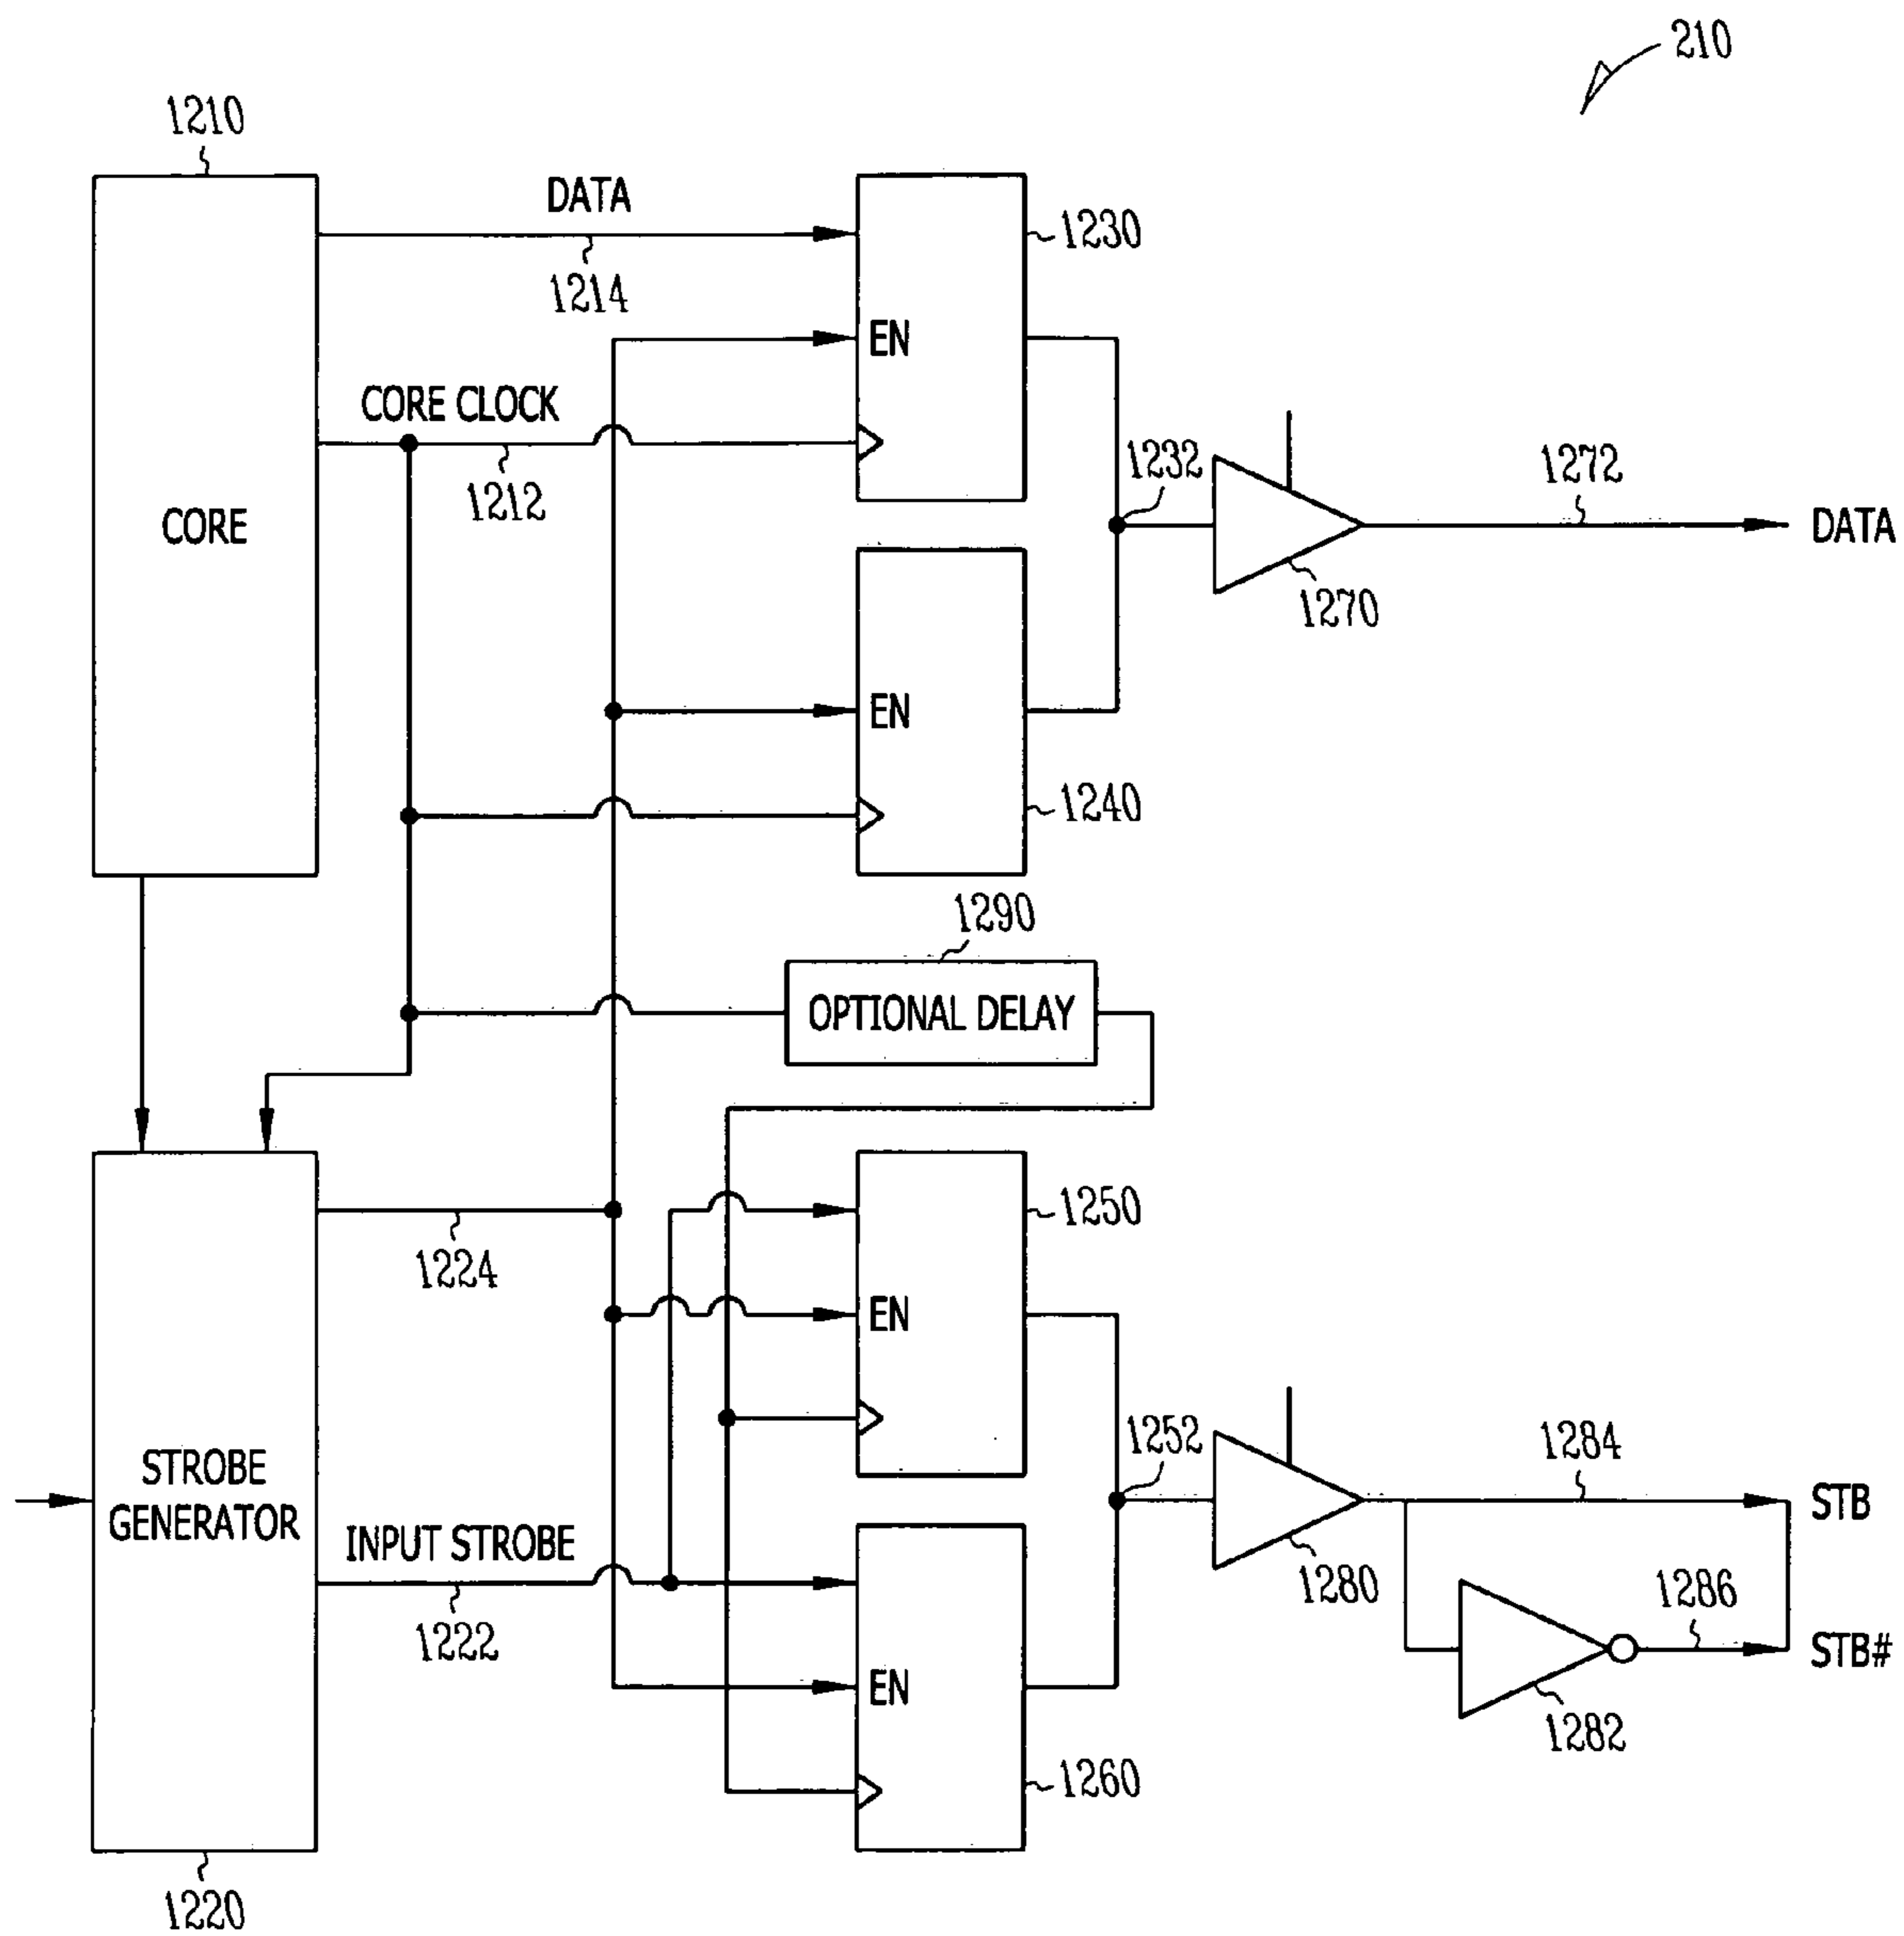 210
1210
DATA
1230
1214
EN
CORE CLOCK
1232
1272
1212
CORE
DATA
1270
EN
1240
1290
OPTIONAL DELAY
1250
1224
EN
1252
1284
STROBE
GENERATOR
STB
INPUT STROBE
1280
1286
1222
STB#
EN
1282
1260
1220